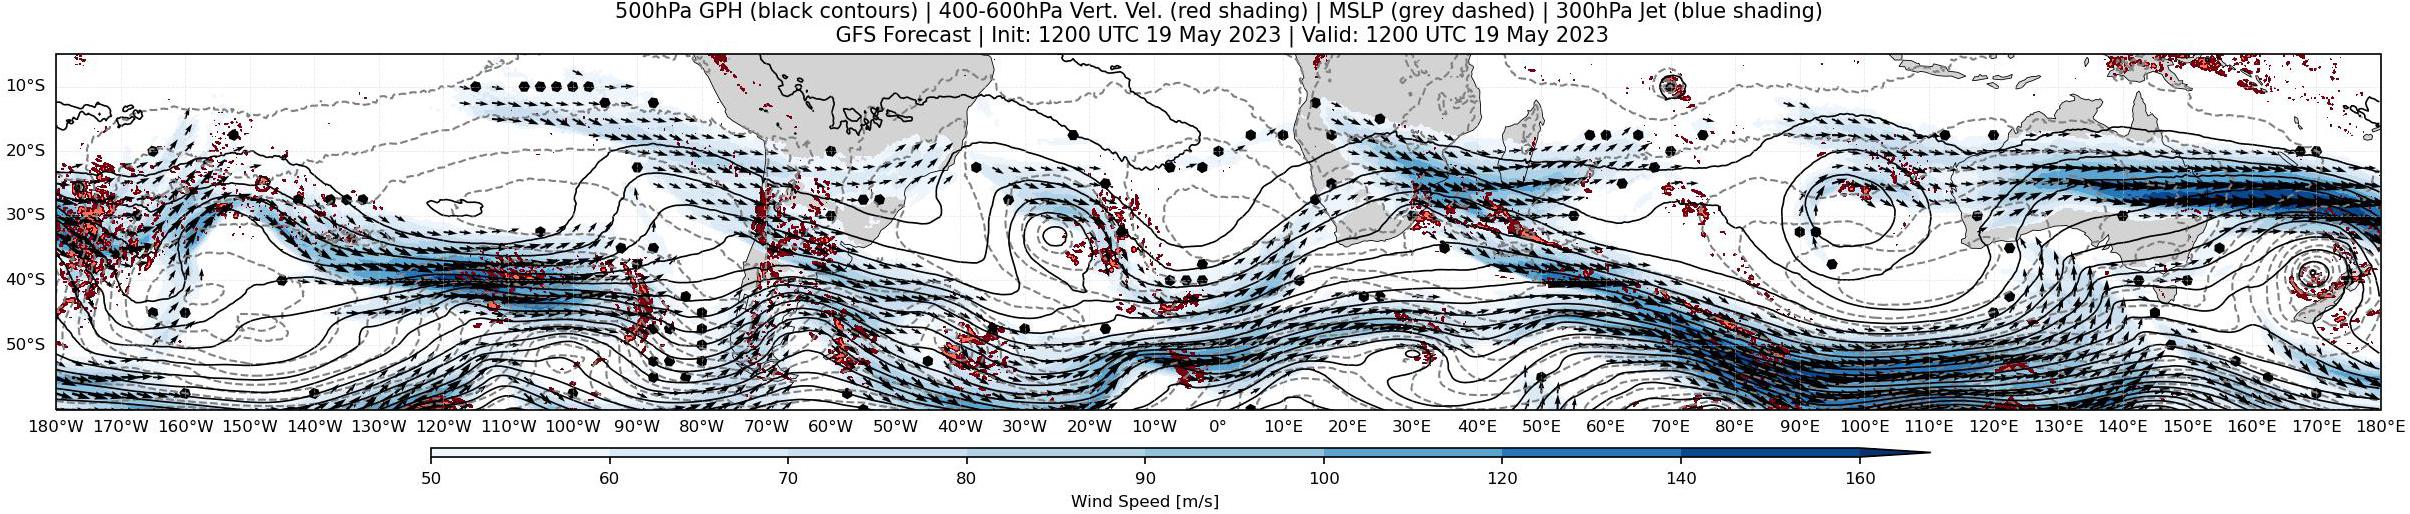 500hPa GPH (black contours) | 400-600hPa Vert. Vel. (red shading) | MSLP (grey dashed) | 300hPa Jet (blue shading)
GFS Forecast | Init: 1200 UTC 19 May 2023 | Valid: 1200 UTC 19 May 2023
10°S
20°S
30°S
40°S
50°S
180°W 170°W 160°W 150°W 140°W 130°W 120°W 110°W 100°W 90°W 80°W 70°W 60°W 50°W 40°W 30°W 20°W 10°W 0° 10°E 20°E 30°E 40°E 50°E 60°E 70°E 80°E 90°E 100°E 110°E 120°E 130°E 140°E 150°E 160°E 170°E 180°E
50 60 70 80 90 100 120 140 160
Wind Speed [m/s]